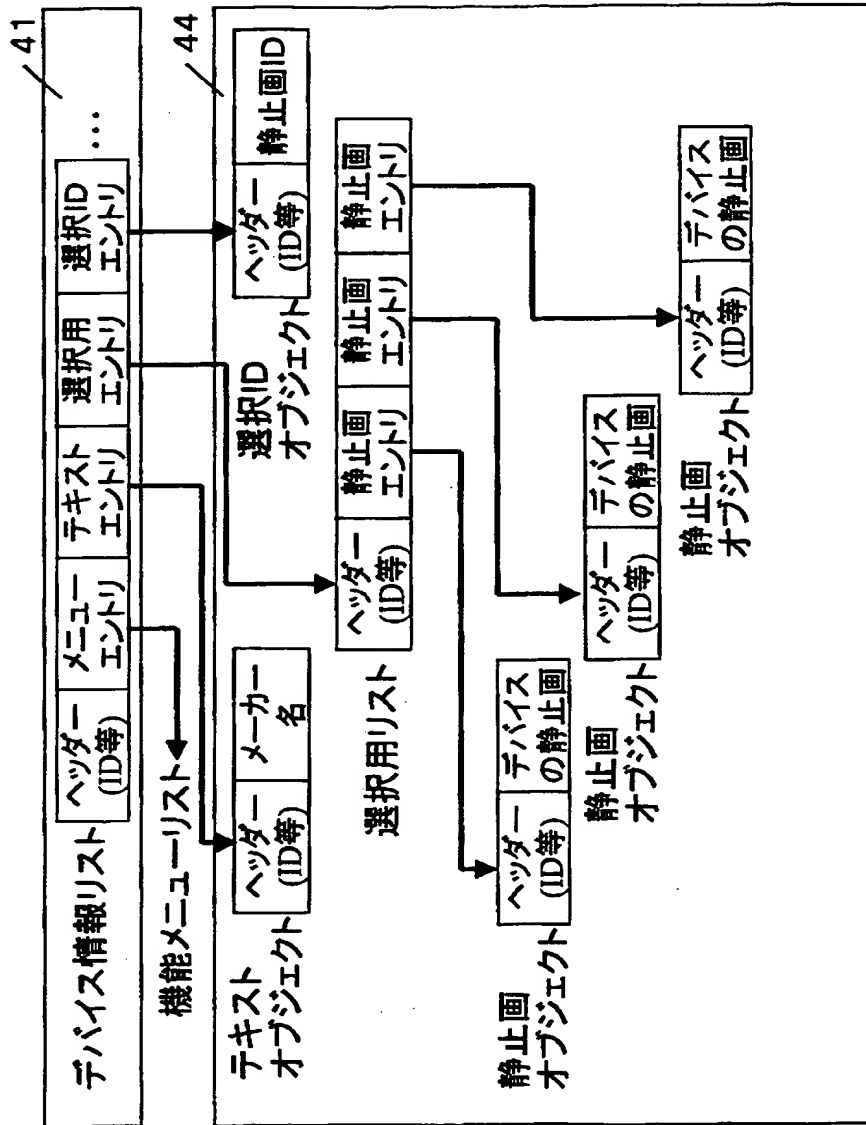 41
デバイス情報リスト
ヘッダー
(ID等)
メニュー
エントリ
テキスト
エントリ
選択用
エントリ
選択ID
エントリ
...
機能メニューリスト
44
テキスト
オブジェクト
ヘッダー
(ID等)
メーカー
名
選択ID
オブジェクト
ヘッダー
(ID等)
静止画ID
選択用リスト
ヘッダー
(ID等)
静止画
エントリ
静止画
エントリ
静止画
エントリ
静止画
オブジェクト
ヘッダー
(ID等)
デバイス
の静止画
静止画
オブジェクト
ヘッダー
(ID等)
デバイス
の静止画
静止画
オブジェクト
ヘッダー
(ID等)
デバイス
の静止画